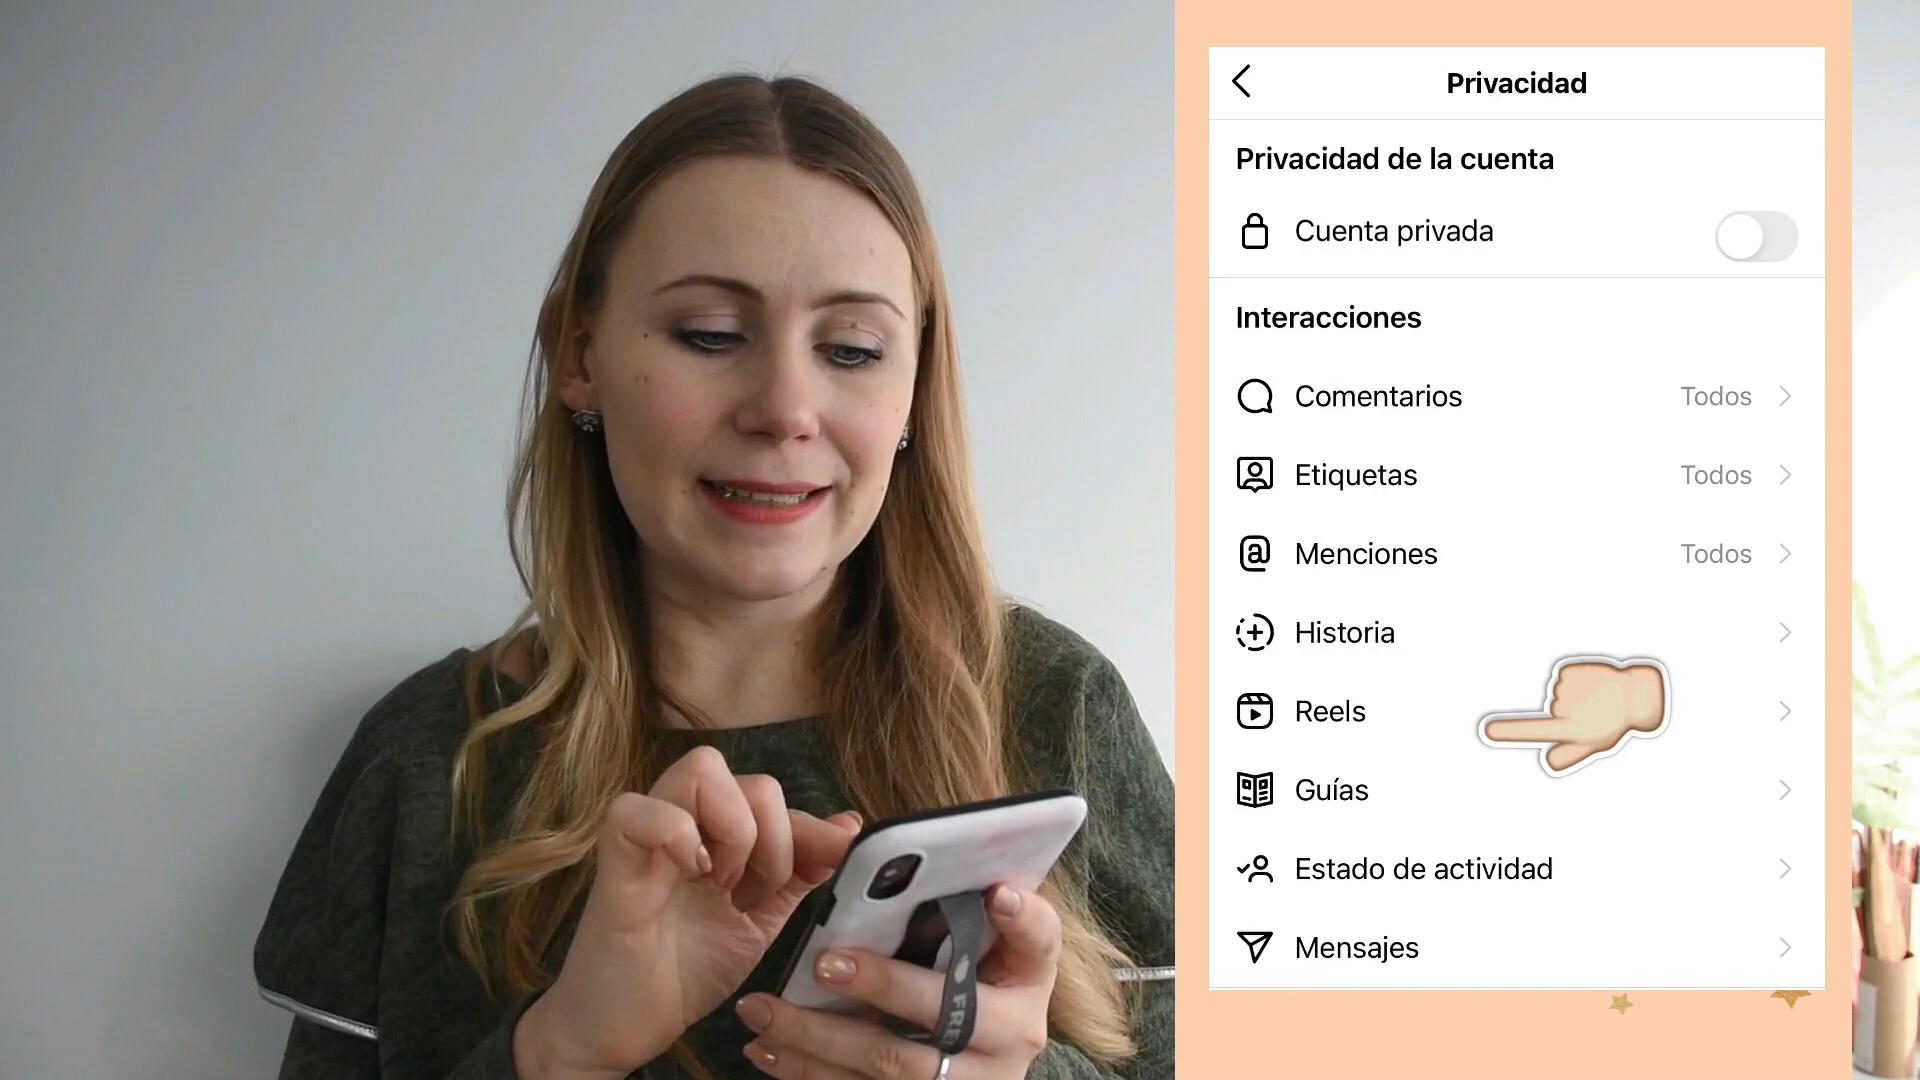 Privacidad
Privacidad de la cuenta
Cuenta privada
Interacciones
Comentarios Todos
Etiquetas Todos
Menciones Todos
Historia
Reels
Guías
Estado de actividad
Mensajes